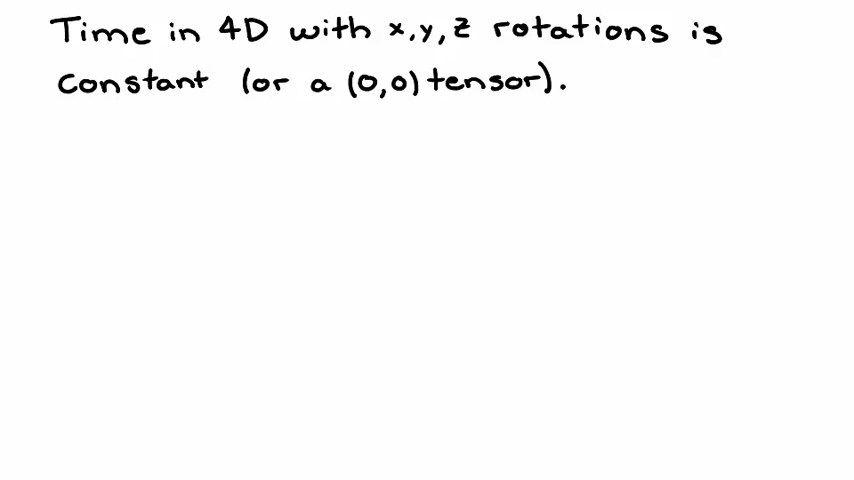 Time in 4D with x,y,z rotations is
constant (or a (0,0) tensor).